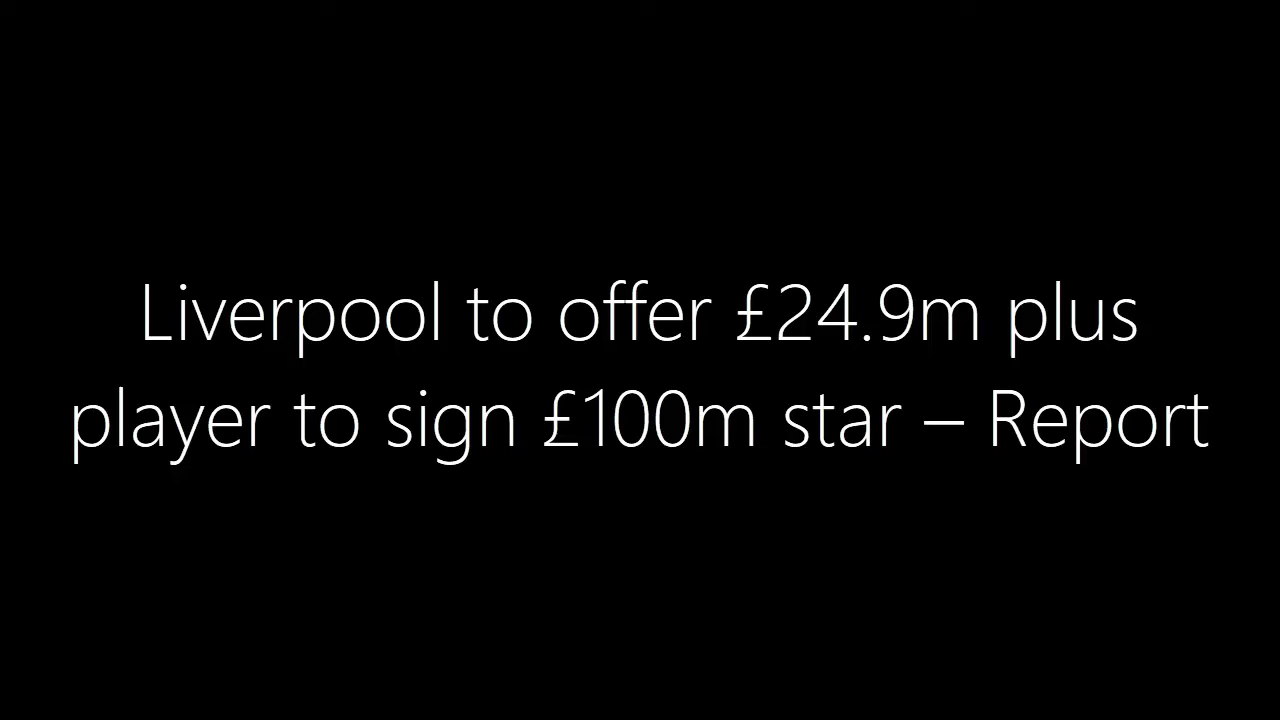 Liverpool to offer £24.9m plus
player to sign £100m star – Report